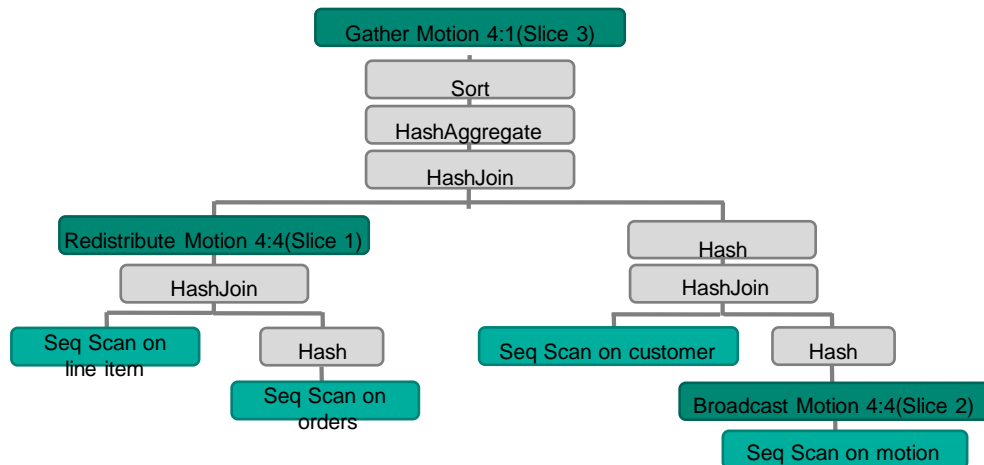 Gather Motion 4:1(Slice 3)
Sort
HashAggregate
HashJoin
Redistribute Motion 4:4(Slice 1)
Hash
HashJoin
HashJoin
Seq Scan on
line item
Hash
Seq Scan on customer
Hash
Seq Scan on
orders
Broadcast Motion 4:4(Slice 2)
Seq Scan on motion